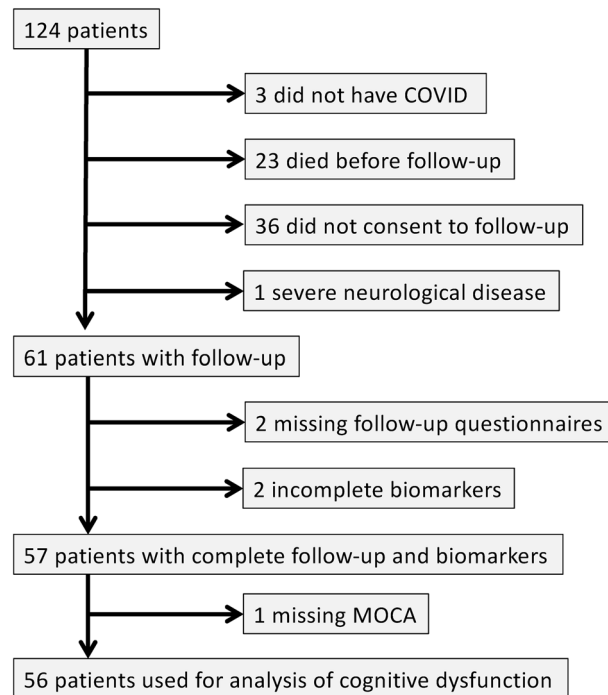 124 patients
3 did not have COVID
23 died before follow-up
36 did not consent to follow-up
1 severe neurological disease
61 patients with follow-up
2 missing follow-up questionnaires
2 incomplete biomarkers
57 patients with complete follow-up and biomarkers
1 missing MOCA
56 patients used for analysis of cognitive dysfunction